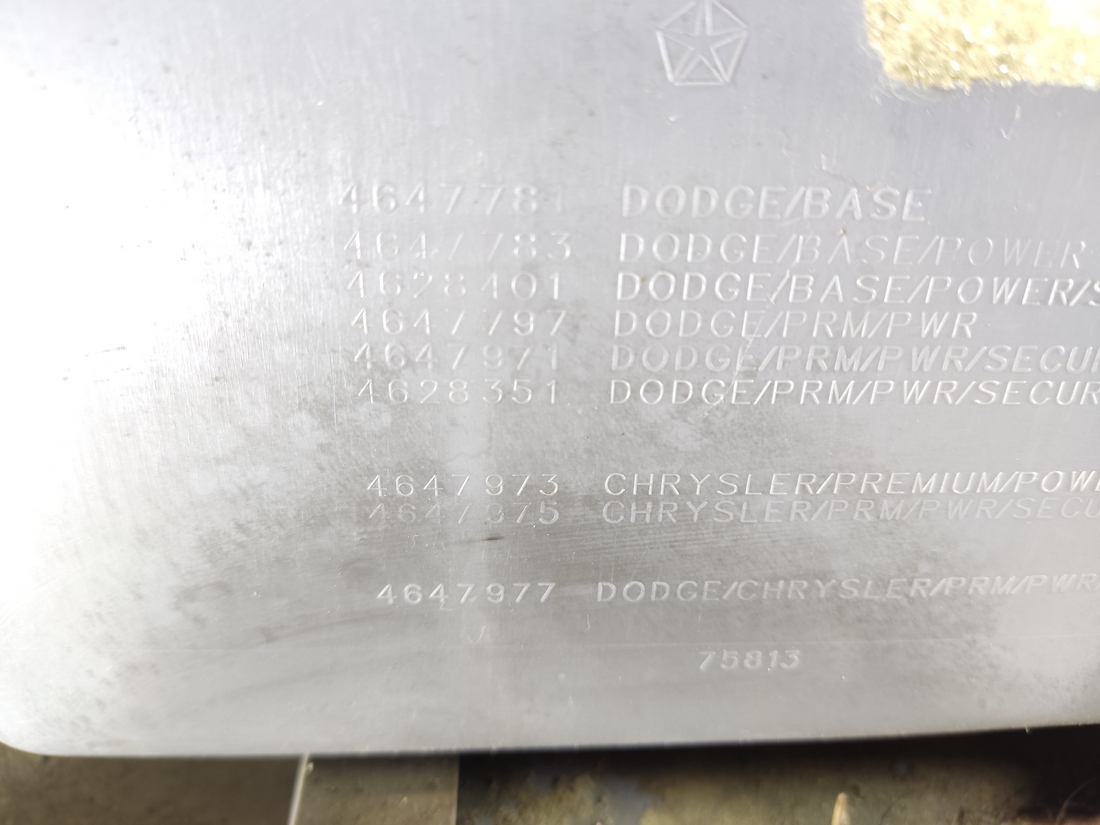 4647781 DODGE/BASE
4647783 DODGE/BASE/POWER
4628401 DODGE/BASE/POWER/S
4647797 DODGE/PRM/PWR
4647971 DODGE/PRM/PWR/SECUR
4628351 DODGE/PRM/PWR/SECUR
4647973 CHRYSLER/PREMIUM/POWE
4647975 CHRYSLER/PRM/PWR/SECU
4647977 DODGE/CHRYSLER/PRM/PWR/
75813